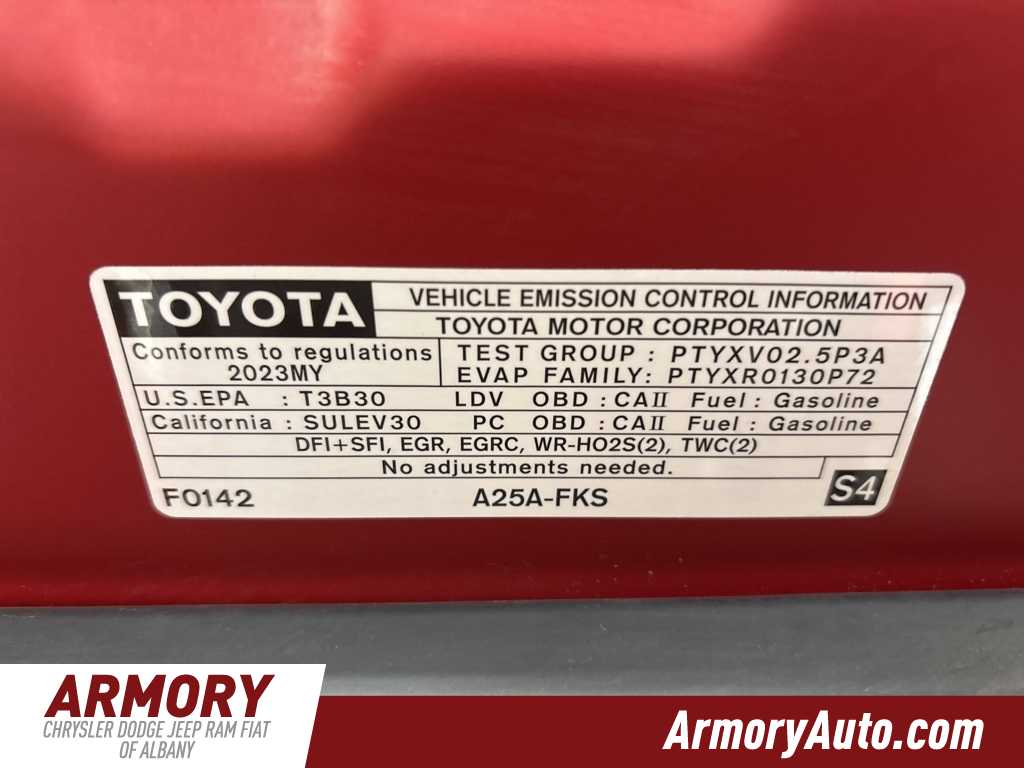 TOYOTA
VEHICLE EMISSION CONTROL INFORMATION
TOYOTA MOTOR CORPORATION
Conforms to regulations
2023MY
TEST GROUP : PTYXV02.5P3A
EVAP FAMILY: PTYXR0130P72
U.S.EPA : T3B30 LDV OBD : CAII Fuel : Gasoline
California : SULEV30 PC OBD : CAII Fuel : Gasoline
DFI+SFI, EGR, EGRC, WR-HO2S(2), TWC(2)
No adjustments needed.
F0142 A25A-FKS S4
ARMORY
CHRYSLER DODGE JEEP RAM FIAT
OF ALBANY
ArmoryAuto.com